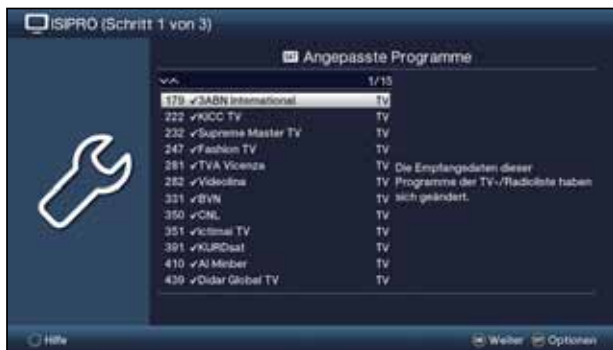 ISIPRO (Schritt 1 von 3)
Angepasste Programme
1/15
179 ✓3ABN International TV
222 ✓KICC TV TV
232 ✓Supreme Master TV TV
247 ✓Fashion TV TV
281 ✓TVA Vicenza TV
282 ✓Videolina TV
331 ✓BVN TV
350 ✓CNL TV
351 ✓Ictimai TV TV
391 ✓KURDsat TV
410 ✓Al Minber TV
439 ✓Didar Global TV TV
Die Empfangsdaten dieser
Programme der TV-/Radioliste haben
sich geändert.
Hilfe
Weiter
Optionen